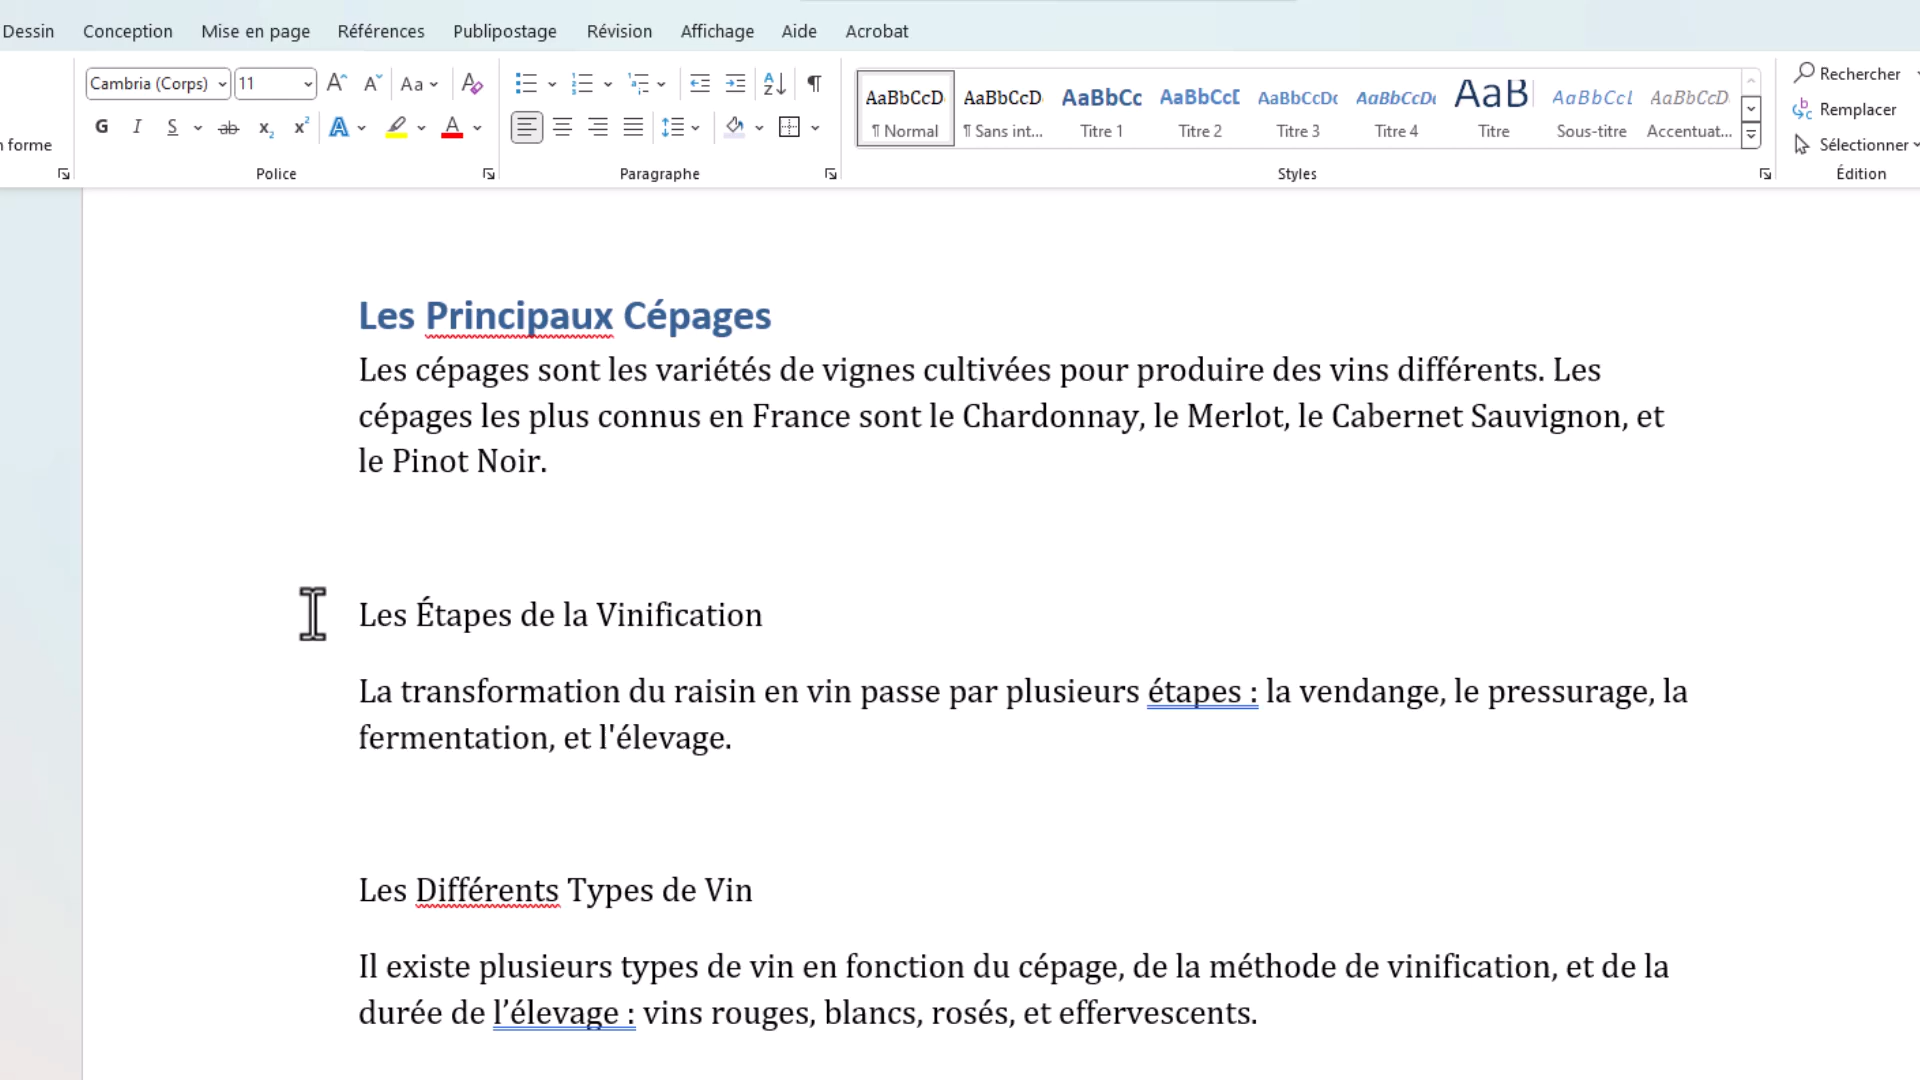 Dessin Conception Mise en page Références Publipostage Révision Affichage Aide Acrobat
Cambria (Corps) 11 Aa
AaBbCcD AaBbCcD AaBbCc AaBbCcD AaBbCcDc AaBbCcDc AaB AaBbCcL AaBbCcD
¶ Normal ¶ Sans int... Titre 1 Titre 2 Titre 3 Titre 4 Titre Sous-titre Accentuat...
Rechercher
Remplacer
Sélectionner
G I S ab x₂ x² A A
n forme
Police Paragraphe Styles Édition
Les Principaux Cépages
Les cépages sont les variétés de vignes cultivées pour produire des vins différents. Les
cépages les plus connus en France sont le Chardonnay, le Merlot, le Cabernet Sauvignon, et
le Pinot Noir.
Les Étapes de la Vinification
La transformation du raisin en vin passe par plusieurs étapes : la vendange, le pressurage, la
fermentation, et l'élevage.
Les Différents Types de Vin
Il existe plusieurs types de vin en fonction du cépage, de la méthode de vinification, et de la
durée de l’élevage : vins rouges, blancs, rosés, et effervescents.